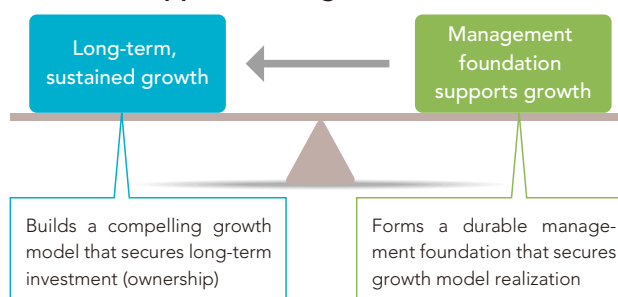 Long-term,
sustained growth
Management
foundation
supports growth
Builds a compelling growth
model that secures long-term
investment (ownership)
Forms a durable manage-
ment foundation that secures
growth model realization